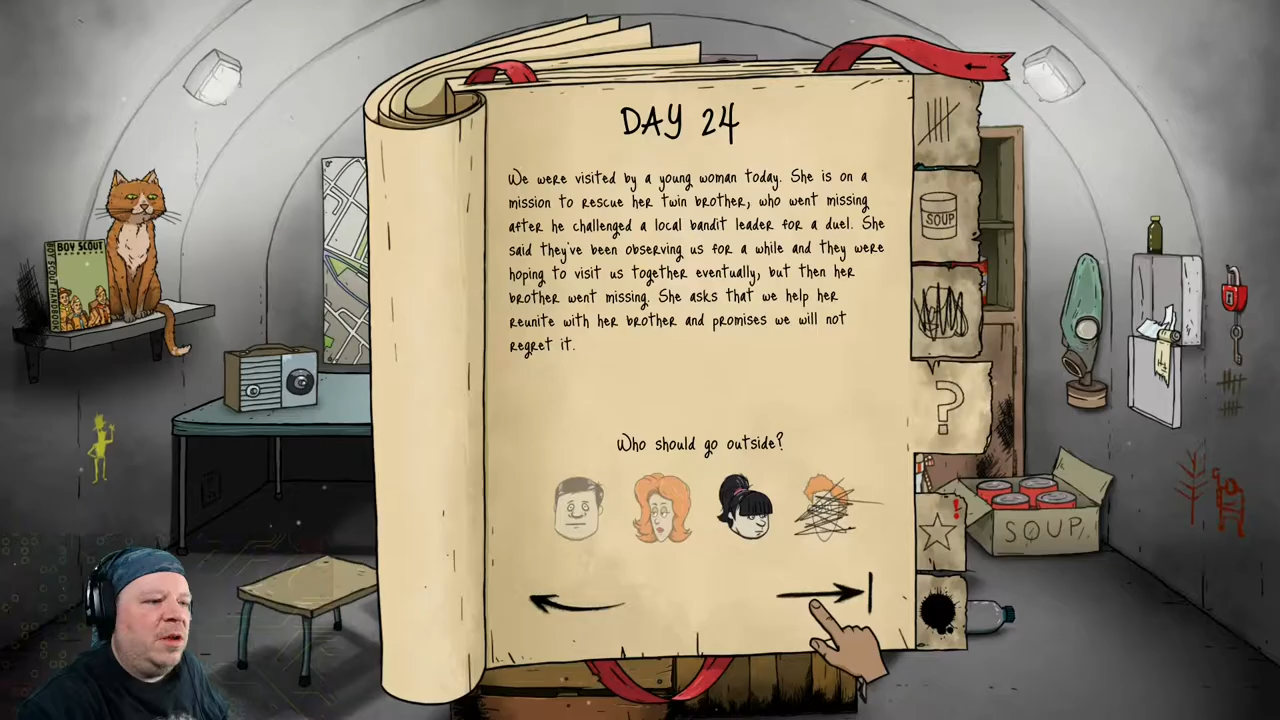 DAY 24
We were visited by a young woman today. She is on a
mission to rescue her twin brother, who went missing
after he challenged a local bandit leader for a duel. She
said they've been observing us for a while and they were
hoping to visit us together eventually, but then her
brother went missing. She asks that we help her
reunite with her brother and promises we will not
regret it.
Who should go outside?
SOUP
?
!
BOY SCOUT
BOY SCOUT HANDBOOK
SOUP